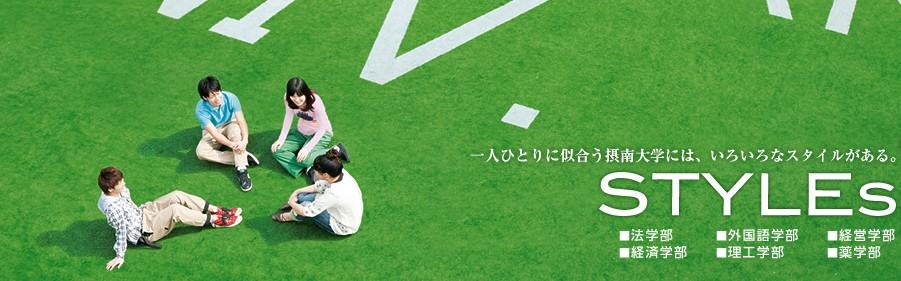 一人ひとりに似合う摂南大学には、いろいろなスタイルがある。
STYLEs
■法学部 ■外国語学部 ■経営学部
■経済学部 ■理工学部 ■薬学部